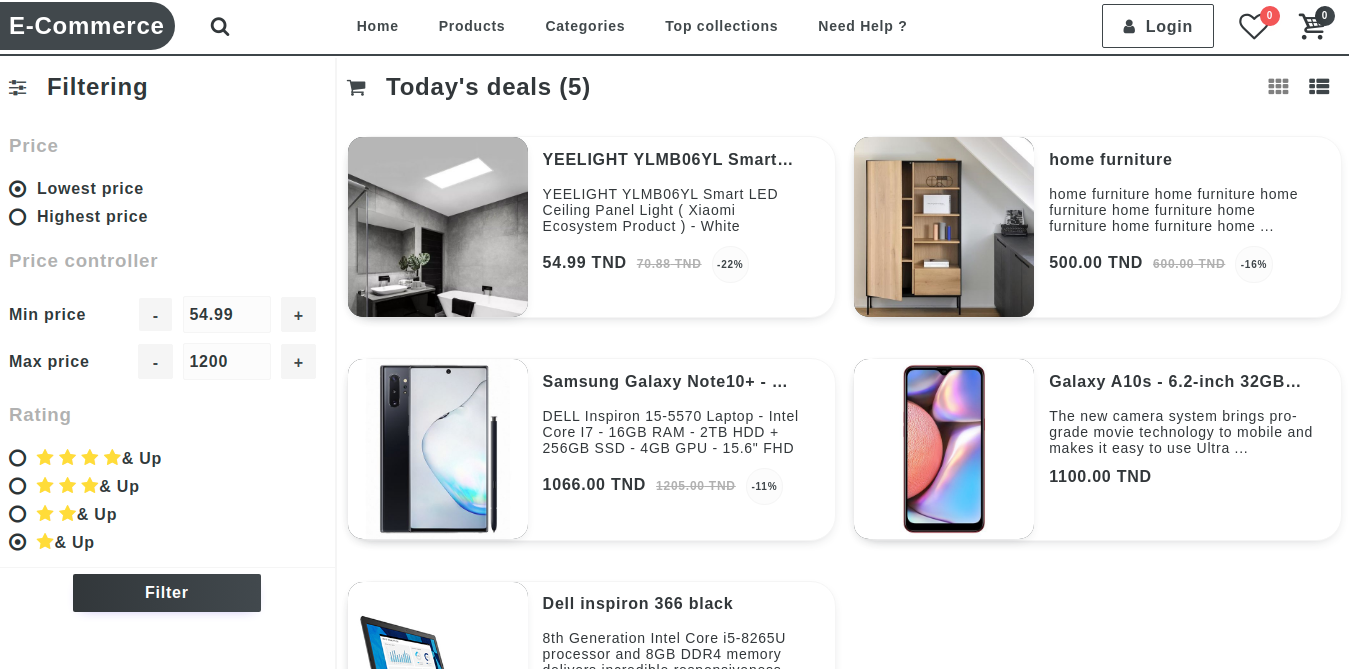 E-Commerce
Home
Products
Categories
Top collections
Need Help ?
Login
0
0
Filtering
Price
Lowest price
Highest price
Price controller
Min price
-
54.99
+
Max price
-
1200
+
Rating
& Up
& Up
& Up
& Up
Filter
Today's deals (5)
YEELIGHT YLMB06YL Smart...
YEELIGHT YLMB06YL Smart LED
Ceiling Panel Light ( Xiaomi
Ecosystem Product ) - White
54.99 TND 70.88 TND -22%
home furniture
home furniture home furniture home
furniture home furniture home
furniture home furniture home ...
500.00 TND 600.00 TND -16%
Samsung Galaxy Note10+ - ...
DELL Inspiron 15-5570 Laptop - Intel
Core I7 - 16GB RAM - 2TB HDD +
256GB SSD - 4GB GPU - 15.6" FHD
1066.00 TND 1205.00 TND -11%
Galaxy A10s - 6.2-inch 32GB...
The new camera system brings pro-
grade movie technology to mobile and
makes it easy to use Ultra ...
1100.00 TND
Dell inspiron 366 black
8th Generation Intel Core i5-8265U
processor and 8GB DDR4 memory
delivers incredible responsiveness